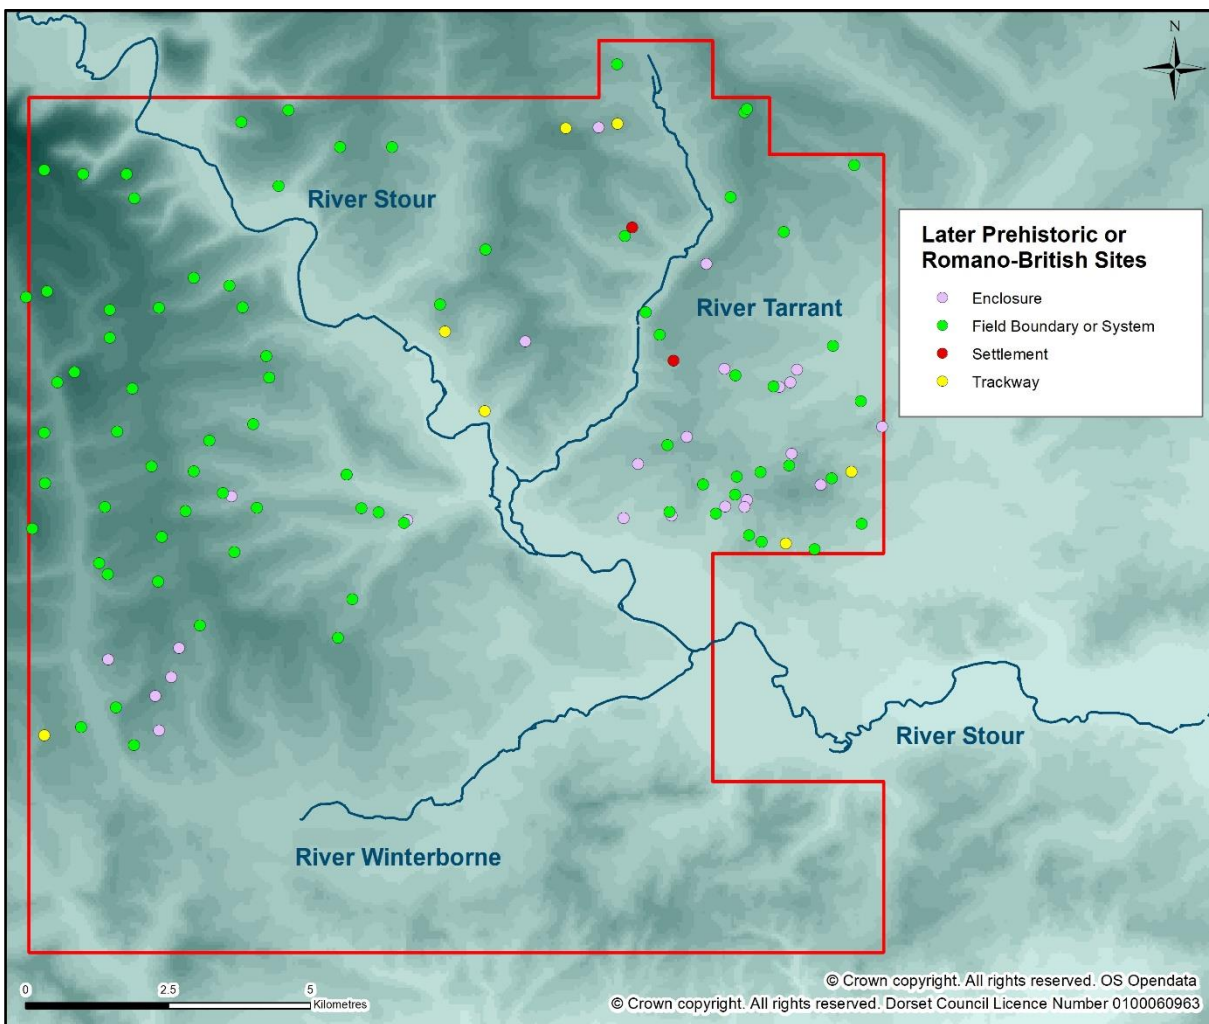 N
River Stour
River Tarrant
Later Prehistoric or
Romano-British Sites
Enclosure
Field Boundary or System
Settlement
Trackway
River Stour
River Winterborne
0 2.5 5
Kilometres
© Crown copyright. All rights reserved. OS Opendata
© Crown copyright. All rights reserved. Dorset Council Licence Number 0100060963